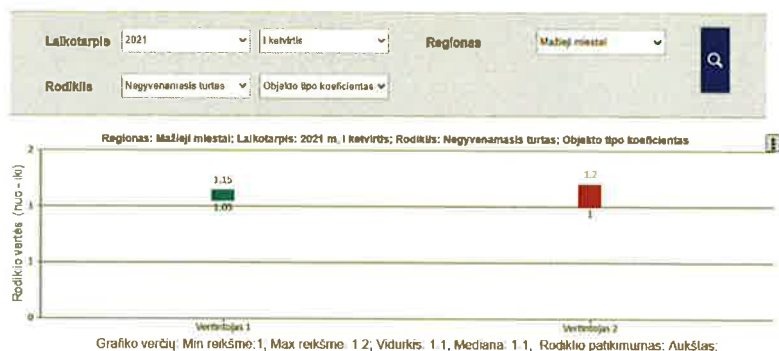 Laikotarpis 2021 I ketvirtis Regionas Mažieji miestai
Rodiklis Negyvenamasis turtas Objekto tipo koeficientas
Regionas: Mažieji miestai; Laikotarpis: 2021 m. I ketvirtis; Rodiklis: Negyvenamasis turtas; Objekto tipo koeficientas
Rodiklio vertės (nuo - iki)
2
1
1
0
1.15
1.05
1.2
1
Vertintojas 1 Vertintojas 2
Grafiko verčių: Min reikšmė:1, Max reikšmė: 1.2; Vidurkis: 1.1, Mediana: 1.1, Rodiklio patikimumas: Aukštas;